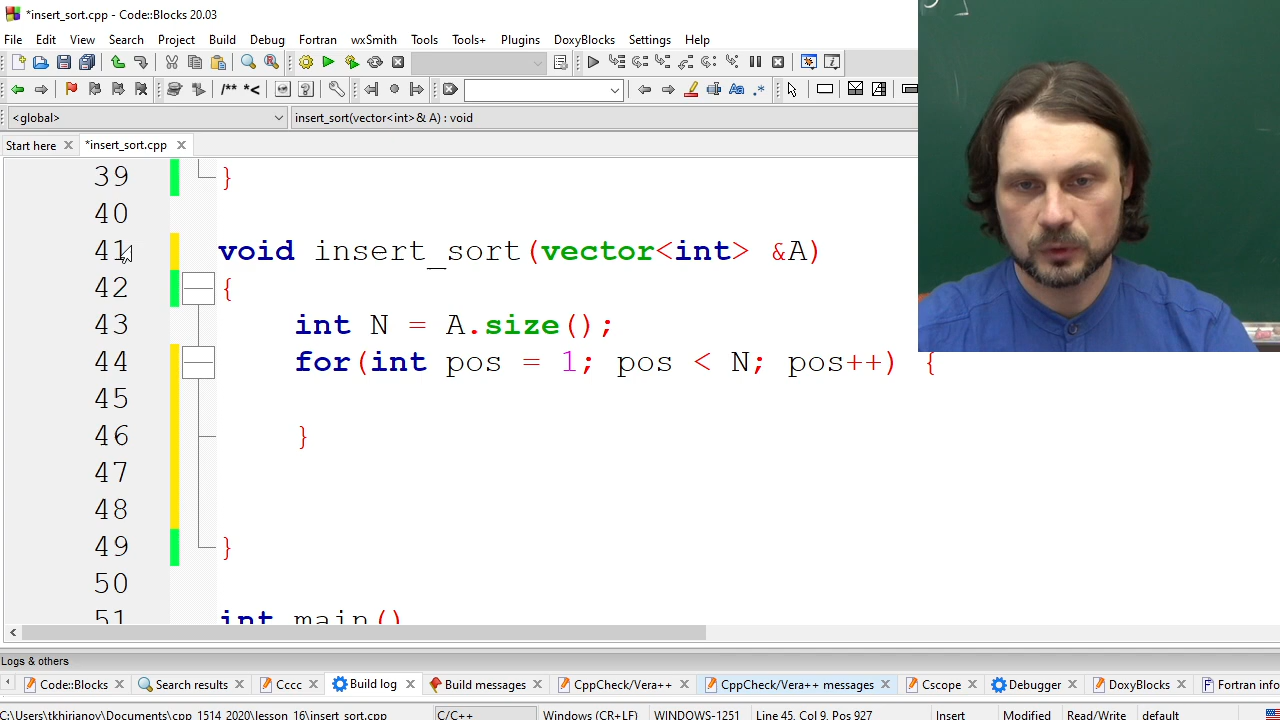 *insert_sort.cpp - Code::Blocks 20.03
File Edit View Search Project Build Debug Fortran wxSmith Tools Tools+ Plugins DoxyBlocks Settings Help
/** *<
<global> insert_sort(vector<int>& A) : void
Start here *insert_sort.cpp
39 }
40
41 void insert_sort(vector<int> &A)
42 {
43 int N = A.size();
44 for(int pos = 1; pos < N; pos++) {
45
46 }
47
48
49 }
50
51 int main()
Logs & others
Code::Blocks Search results Cccc Build log Build messages CppCheck/Vera++ CppCheck/Vera++ messages Cscope Debugger DoxyBlocks Fortran info
C:\Users\tkhirianov\Documents\cpp_1514_2020\lesson_16\insert_sort.cpp C/C++ Windows (CR+LF) WINDOWS-1251 Line 45, Col 9, Pos 927 Insert Modified Read/Write default